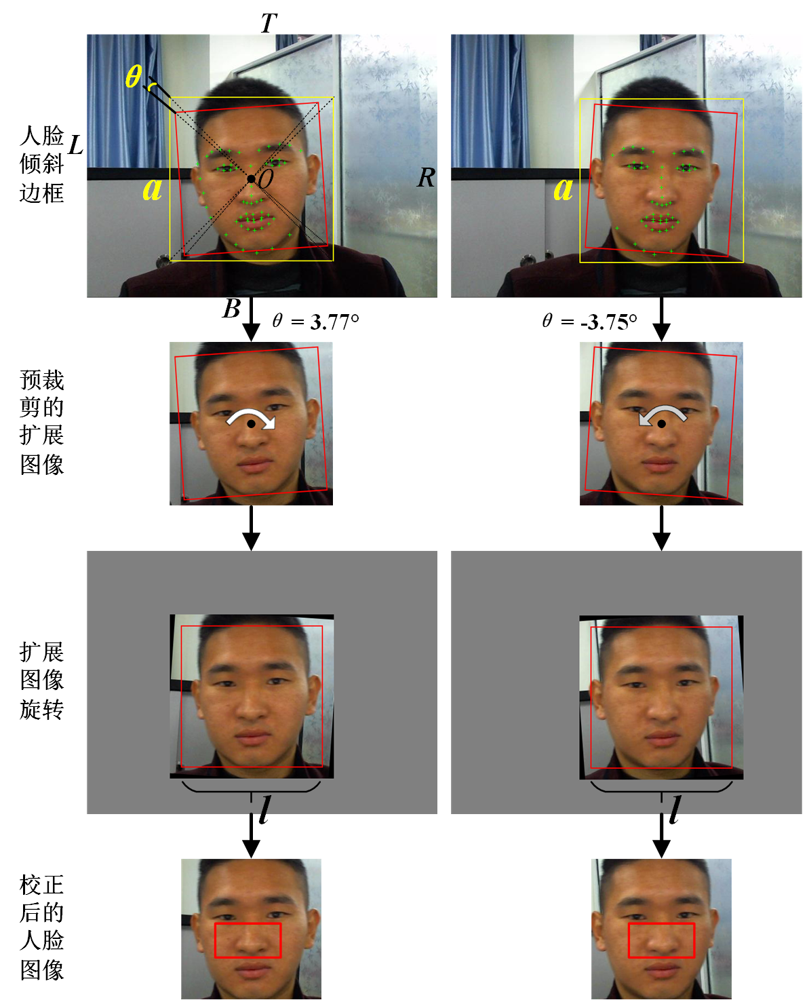 T
θ
人脸
倾斜
边框
L
a
O
R
a
B
θ = 3.77°
θ = -3.75°
预裁
剪的
扩展
图像
扩展
图像
旋转
l
l
校正
后的
人脸
图像